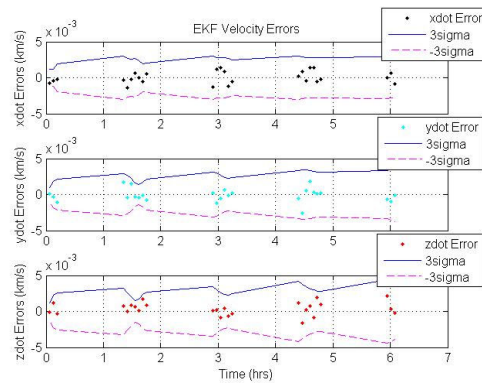 EKF Velocity Errors
xdot Error
3sigma
-3sigma
x 10⁻³
5
0
-5
xdot Errors (km/s)
0 1 2 3 4 5 6 7
ydot Error
3sigma
-3sigma
x 10⁻³
5
0
-5
ydot Errors (km/s)
0 1 2 3 4 5 6 7
zdot Error
3sigma
-3sigma
x 10⁻³
5
0
-5
zdot Errors (km/s)
0 1 2 3 4 5 6 7
Time (hrs)